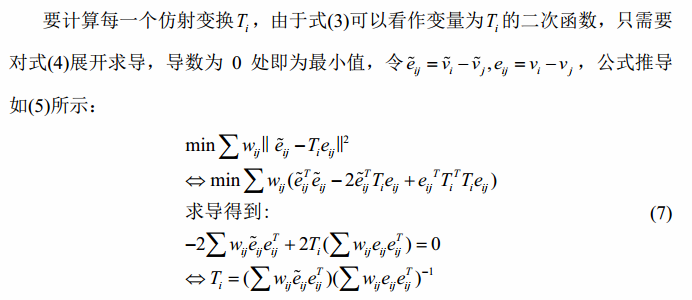 要计算每一个仿射变换 $T_i$，由于式(3)可以看作变量为 $T_i$ 的二次函数，只需要
对式(4)展开求导，导数为 0 处即为最小值，令 $\tilde{e}_{ij} = \tilde{v}_i - \tilde{v}_j, e_{ij} = v_i - v_j$，公式推导
如(5)所示：
$\min \sum w_{ij} \| \tilde{e}_{ij} - T_i e_{ij} \|^2$
$\Leftrightarrow \min \sum w_{ij} (\tilde{e}_{ij}^T \tilde{e}_{ij} - 2\tilde{e}_{ij}^T T_i e_{ij} + e_{ij}{}^T T_i^T T_i e_{ij})$
求导得到: (7)
$-2\sum w_{ij} \tilde{e}_{ij} e_{ij}^T + 2T_i (\sum w_{ij} e_{ij} e_{ij}^T) = 0$
$\Leftrightarrow T_i = (\sum w_{ij} \tilde{e}_{ij} e_{ij}^T)(\sum w_{ij} e_{ij} e_{ij}^T)^{-1}$